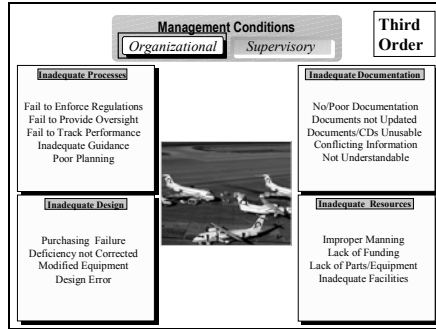 Management Conditions
Organizational
Supervisory
Third
Order
Inadequate Processes
Fail to Enforce Regulations
Fail to Provide Oversight
Fail to Track Performance
Inadequate Guidance
Poor Planning
Inadequate Documentation
No/Poor Documentation
Documents not Updated
Documents/CDs Unusable
Conflicting Information
Not Understandable
Inadequate Design
Purchasing Failure
Deficiency not Corrected
Modified Equipment
Design Error
Inadequate Resources
Improper Manning
Lack of Funding
Lack of Parts/Equipment
Inadequate Facilities